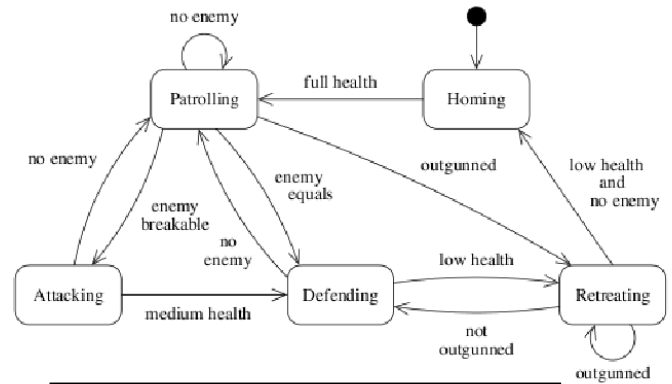 no enemy
full health
Patrolling
Homing
no enemy
enemy
breakable
enemy
equals
no
enemy
outgunned
low health
and
no enemy
Attacking
medium health
Defending
low health
not
outgunned
Retreating
outgunned